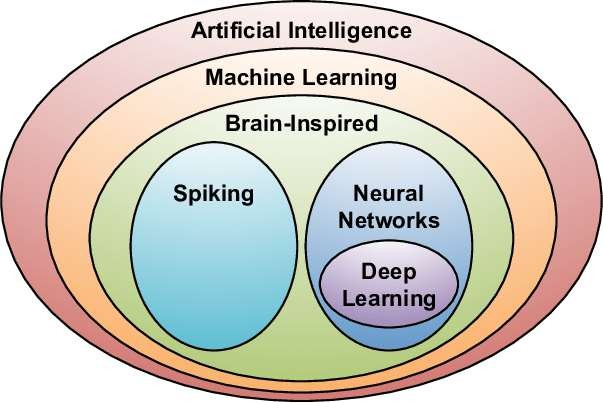 Artificial Intelligence
Machine Learning
Brain-Inspired
Spiking
Neural
Networks
Deep
Learning